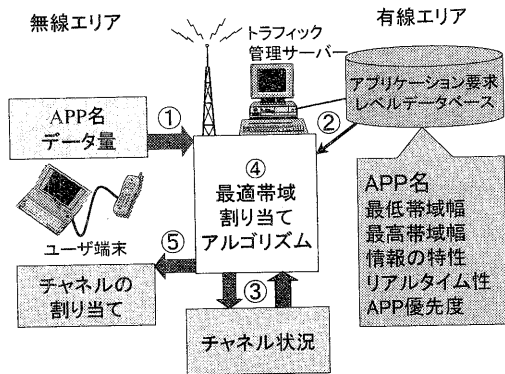 無線エリア
有線エリア
トラフィック
管理サーバー
アプリケーション要求
レベルデータベース
APP名
データ量
①
②
④
最適帯域
割り当て
アルゴリズム
ユーザ端末
⑤
チャネルの
割り当て
③
チャネル状況
APP名
最低帯域幅
最高帯域幅
情報の特性
リアルタイム性
APP優先度